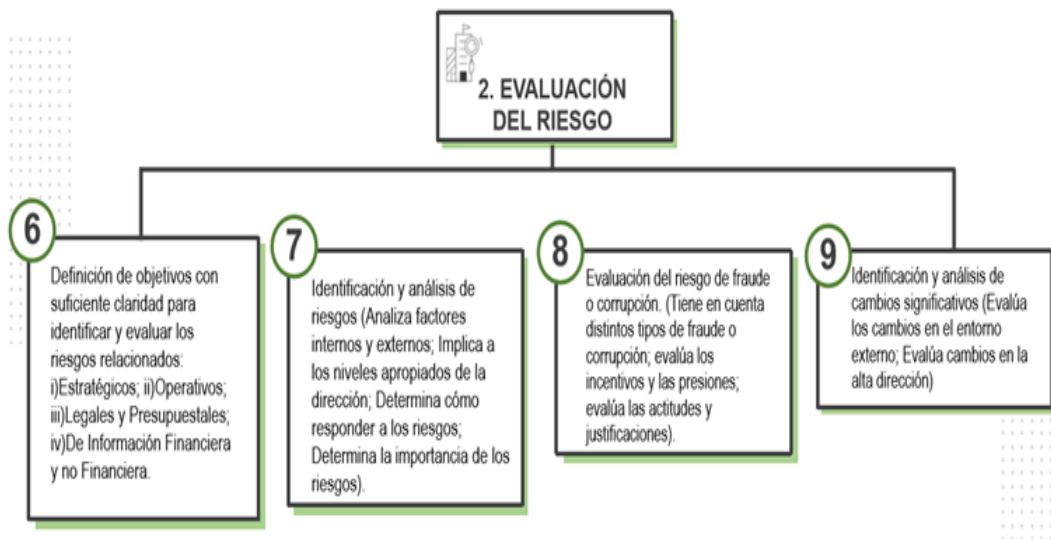 2. EVALUACIÓN
DEL RIESGO
6
Definición de objetivos con
suficiente claridad para
identificar y evaluar los
riesgos relacionados:
i)Estratégicos; ii)Operativos;
iii)Legales y Presupuestales;
iv)De Información Financiera
y no Financiera.
7
Identificación y análisis de
riesgos (Analiza factores
internos y externos; Implica a
los niveles apropiados de la
dirección; Determina cómo
responder a los riesgos;
Determina la importancia de los
riesgos).
8
Evaluación del riesgo de fraude
o corrupción. (Tiene en cuenta
distintos tipos de fraude o
corrupción; evalúa los
incentivos y las presiones;
evalúa las actitudes y
justificaciones).
9
Identificación y análisis de
cambios significativos (Evalúa
los cambios en el entorno
externo; Evalúa cambios en la
alta dirección)